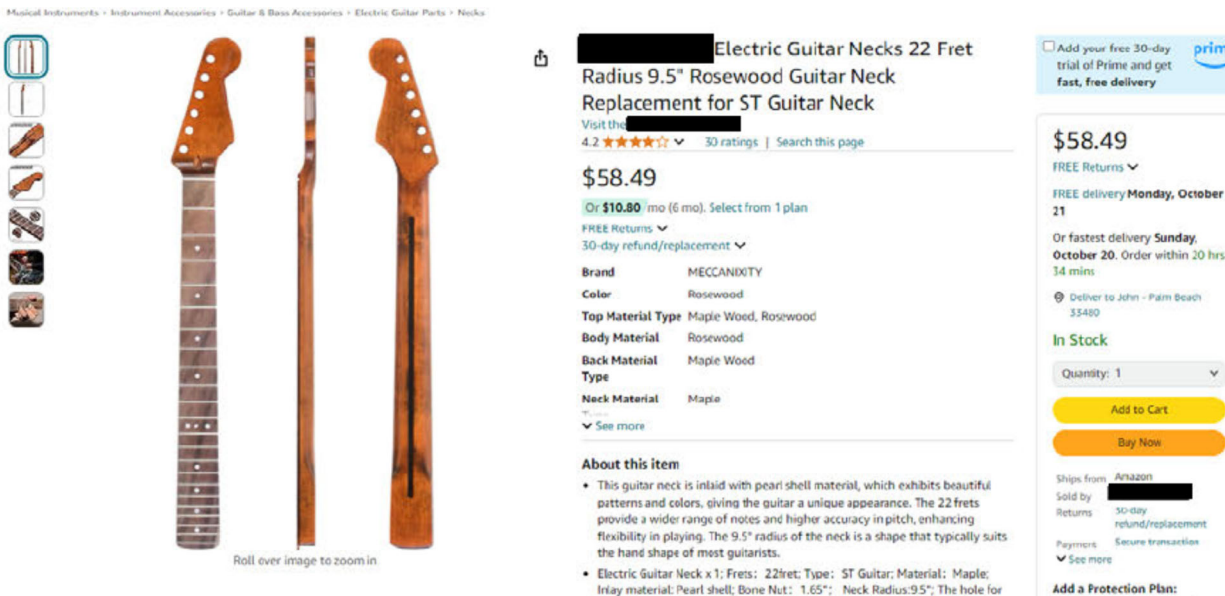 Musical Instruments › Instrument Accessories › Guitar & Bass Accessories › Electric Guitar Parts › Necks
Electric Guitar Necks 22 Fret
Radius 9.5" Rosewood Guitar Neck
Replacement for ST Guitar Neck
Visit the
4.2 30 ratings | Search this page
$58.49
Or $10.80 /mo (6 mo). Select from 1 plan
FREE Returns
30-day refund/replacement
Brand MECCANIXITY
Color Rosewood
Top Material Type Maple Wood, Rosewood
Body Material Rosewood
Back Material Maple Wood
Type
Neck Material Maple
See more
About this item
• This guitar neck is inlaid with pearl shell material, which exhibits beautiful
patterns and colors, giving the guitar a unique appearance. The 22 frets
provide a wider range of notes and higher accuracy in pitch, enhancing
flexibility in playing. The 9.5" radius of the neck is a shape that typically suits
the hand shape of most guitarists.
• Electric Guitar Neck x 1; Frets: 22fret; Type: ST Guitar; Material: Maple;
Inlay material: Pearl shell; Bone Nut: 1.65"; Neck Radius:9.5"; The hole for
Roll over image to zoom in
Add your free 30-day
trial of Prime and get
fast, free delivery
prim
$58.49
FREE Returns
FREE delivery Monday, October
21
Or fastest delivery Sunday,
October 20. Order within 20 hrs
34 mins
Deliver to John - Palm Beach
33480
In Stock
Quantity: 1
Add to Cart
Buy Now
Ships from Amazon
Sold by
Returns 30-day
refund/replacement
Payment Secure transaction
See more
Add a Protection Plan: